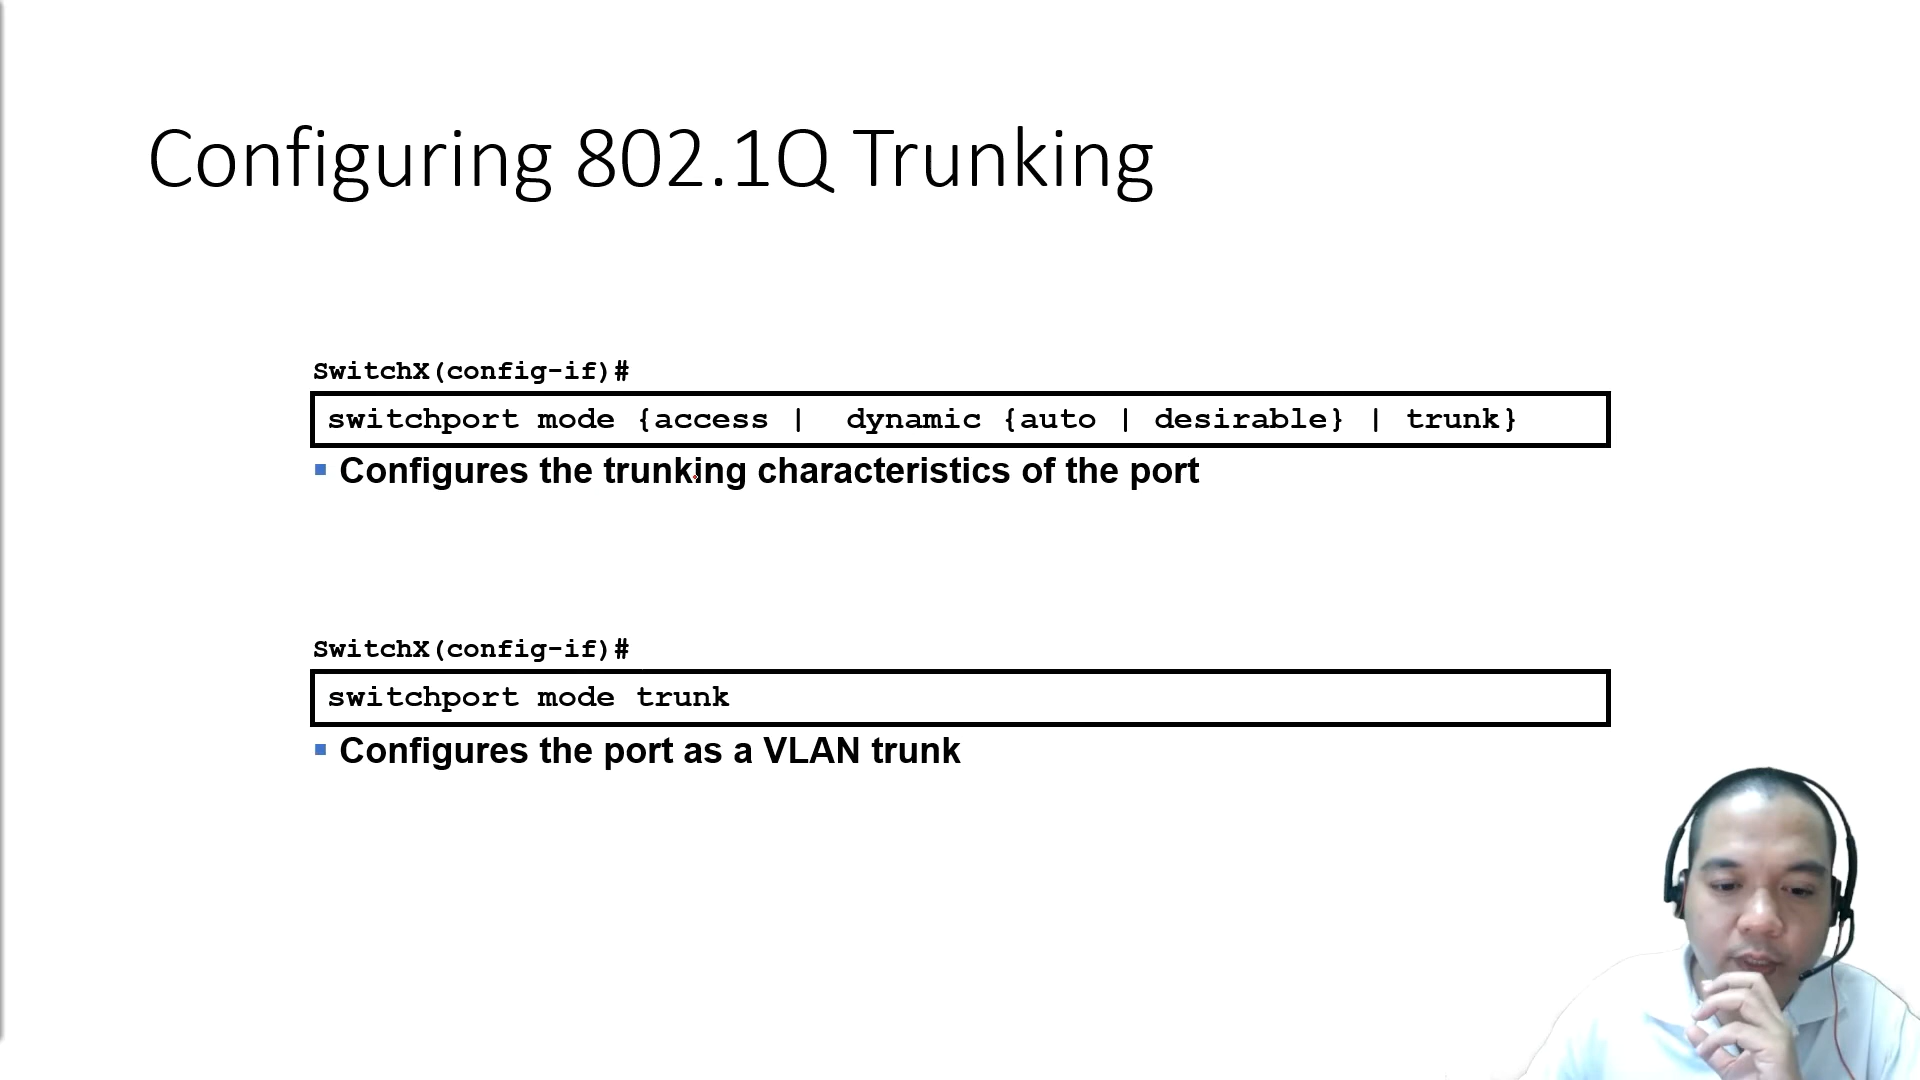 Configuring 802.1Q Trunking
SwitchX(config-if)#
switchport mode {access |  dynamic {auto | desirable} | trunk}
▪ Configures the trunking characteristics of the port
SwitchX(config-if)#
switchport mode trunk
▪ Configures the port as a VLAN trunk